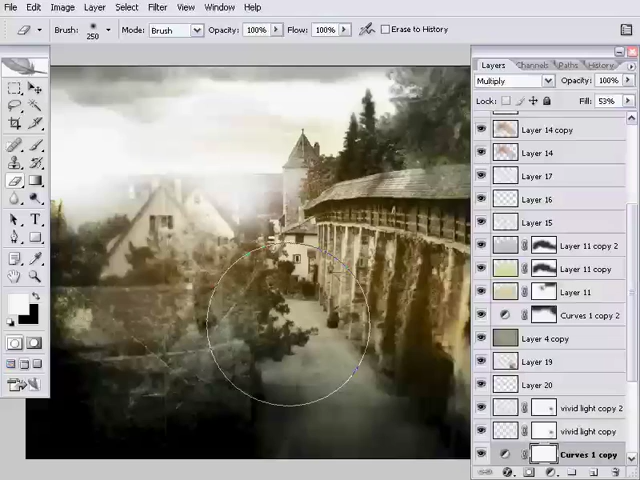 File Edit Image Layer Select Filter View Window Help
Brush: 250 Mode: Brush Opacity: 100% Flow: 100% Erase to History
Layers Channels Paths History
Multiply Opacity: 100%
Lock: Fill: 53%
Layer 14 copy
Layer 14
Layer 17
Layer 16
Layer 15
Layer 11 copy 2
Layer 11 copy
Layer 11
Curves 1 copy 2
Layer 4 copy
Layer 19
Layer 20
vivid light copy 2
vivid light copy
Curves 1 copy